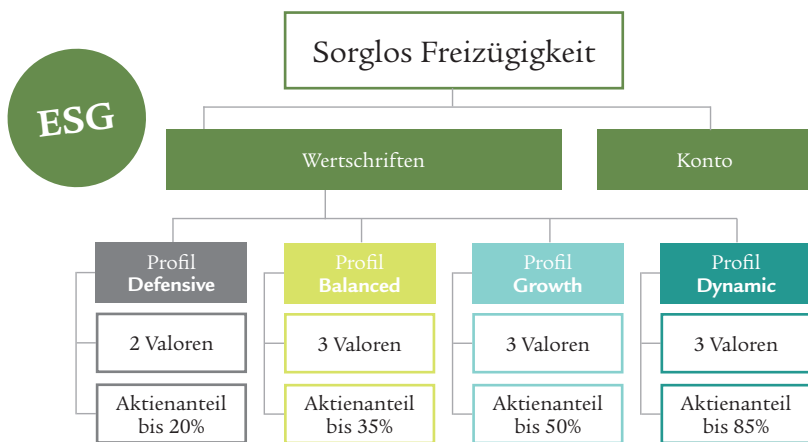 Sorglos Freizügigkeit
ESG
Wertschriften
Konto
Profil
Defensive
Profil
Balanced
Profil
Growth
Profil
Dynamic
2 Valoren
3 Valoren
3 Valoren
3 Valoren
Aktienanteil
bis 20%
Aktienanteil
bis 35%
Aktienanteil
bis 50%
Aktienanteil
bis 85%